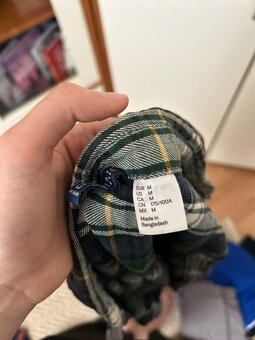 EUR M
US M
CA M
CN 175/100A
MX M
Made in
Bangladesh